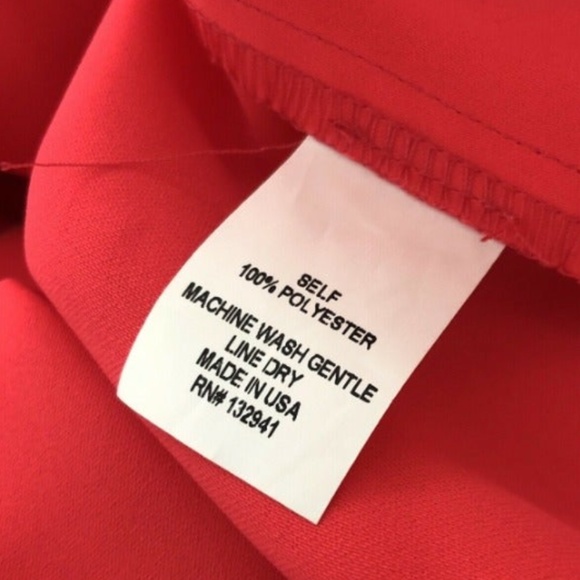 SELF
100% POLYESTER
MACHINE WASH GENTLE
LINE DRY
MADE IN USA
RN# 132941